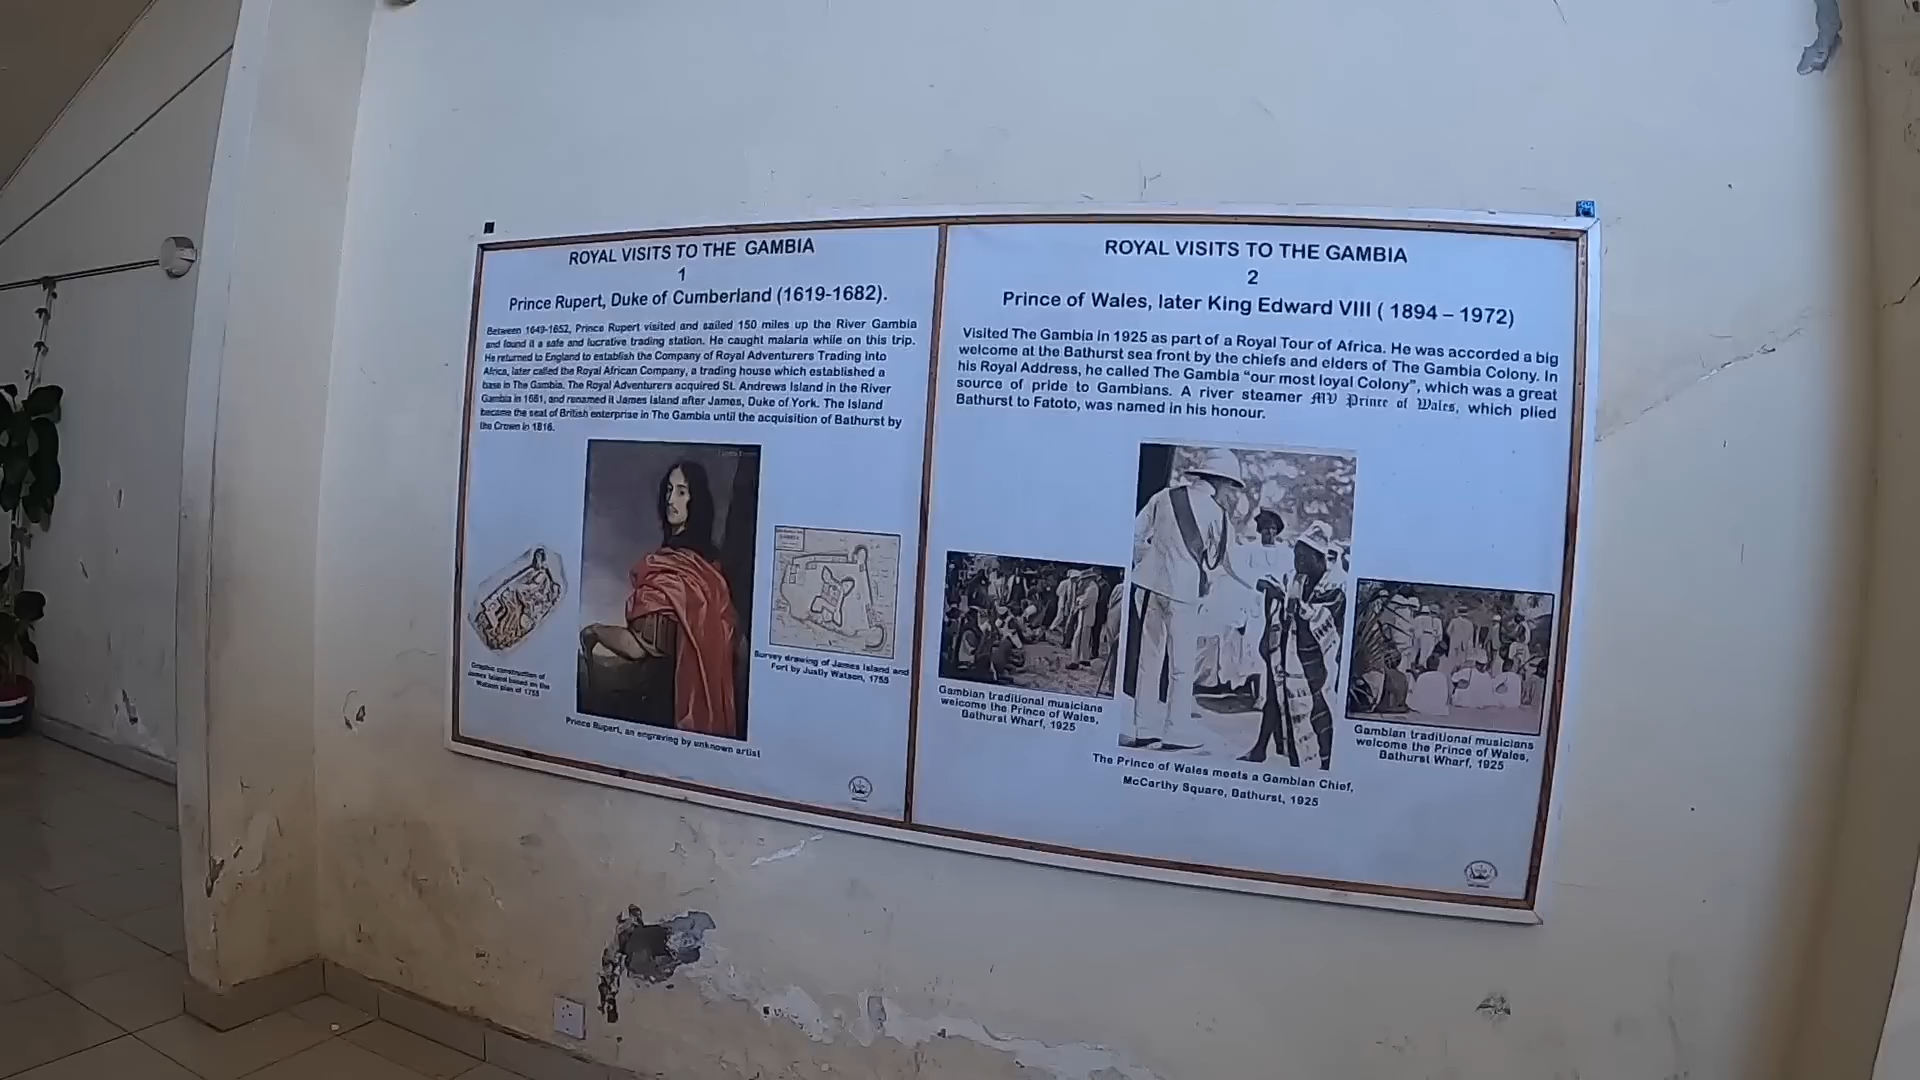 ROYAL VISITS TO THE GAMBIA
1
Prince Rupert, Duke of Cumberland (1619-1682).
Between 1649-1652, Prince Rupert visited and sailed 150 miles up the River Gambia
and found it a safe and lucrative trading station. He caught malaria while on this trip.
He returned to England to establish the Company of Royal Adventurers Trading into
Africa, later called the Royal African Company, a trading house which established a
base in The Gambia. The Royal Adventurers acquired St. Andrews Island in the River
Gambia in 1661, and renamed it James Island after James, Duke of York. The Island
became the seat of British enterprise in The Gambia until the acquisition of Bathurst by
the Crown in 1816.
Graphic construction of
James Island based on the
Watson plan of 1755
Prince Rupert, an engraving by unknown artist
Survey drawing of James Island and
Fort by Justly Watson, 1755
ROYAL VISITS TO THE GAMBIA
2
Prince of Wales, later King Edward VIII ( 1894 – 1972)
Visited The Gambia in 1925 as part of a Royal Tour of Africa. He was accorded a big
welcome at the Bathurst sea front by the chiefs and elders of The Gambia Colony. In
his Royal Address, he called The Gambia “our most loyal Colony”, which was a great
source of pride to Gambians. A river steamer MV Prince of Wales, which plied
Bathurst to Fatoto, was named in his honour.
Gambian traditional musicians
welcome the Prince of Wales,
Bathurst Wharf, 1925
The Prince of Wales meets a Gambian Chief,
McCarthy Square, Bathurst, 1925
Gambian traditional musicians
welcome the Prince of Wales,
Bathurst Wharf, 1925